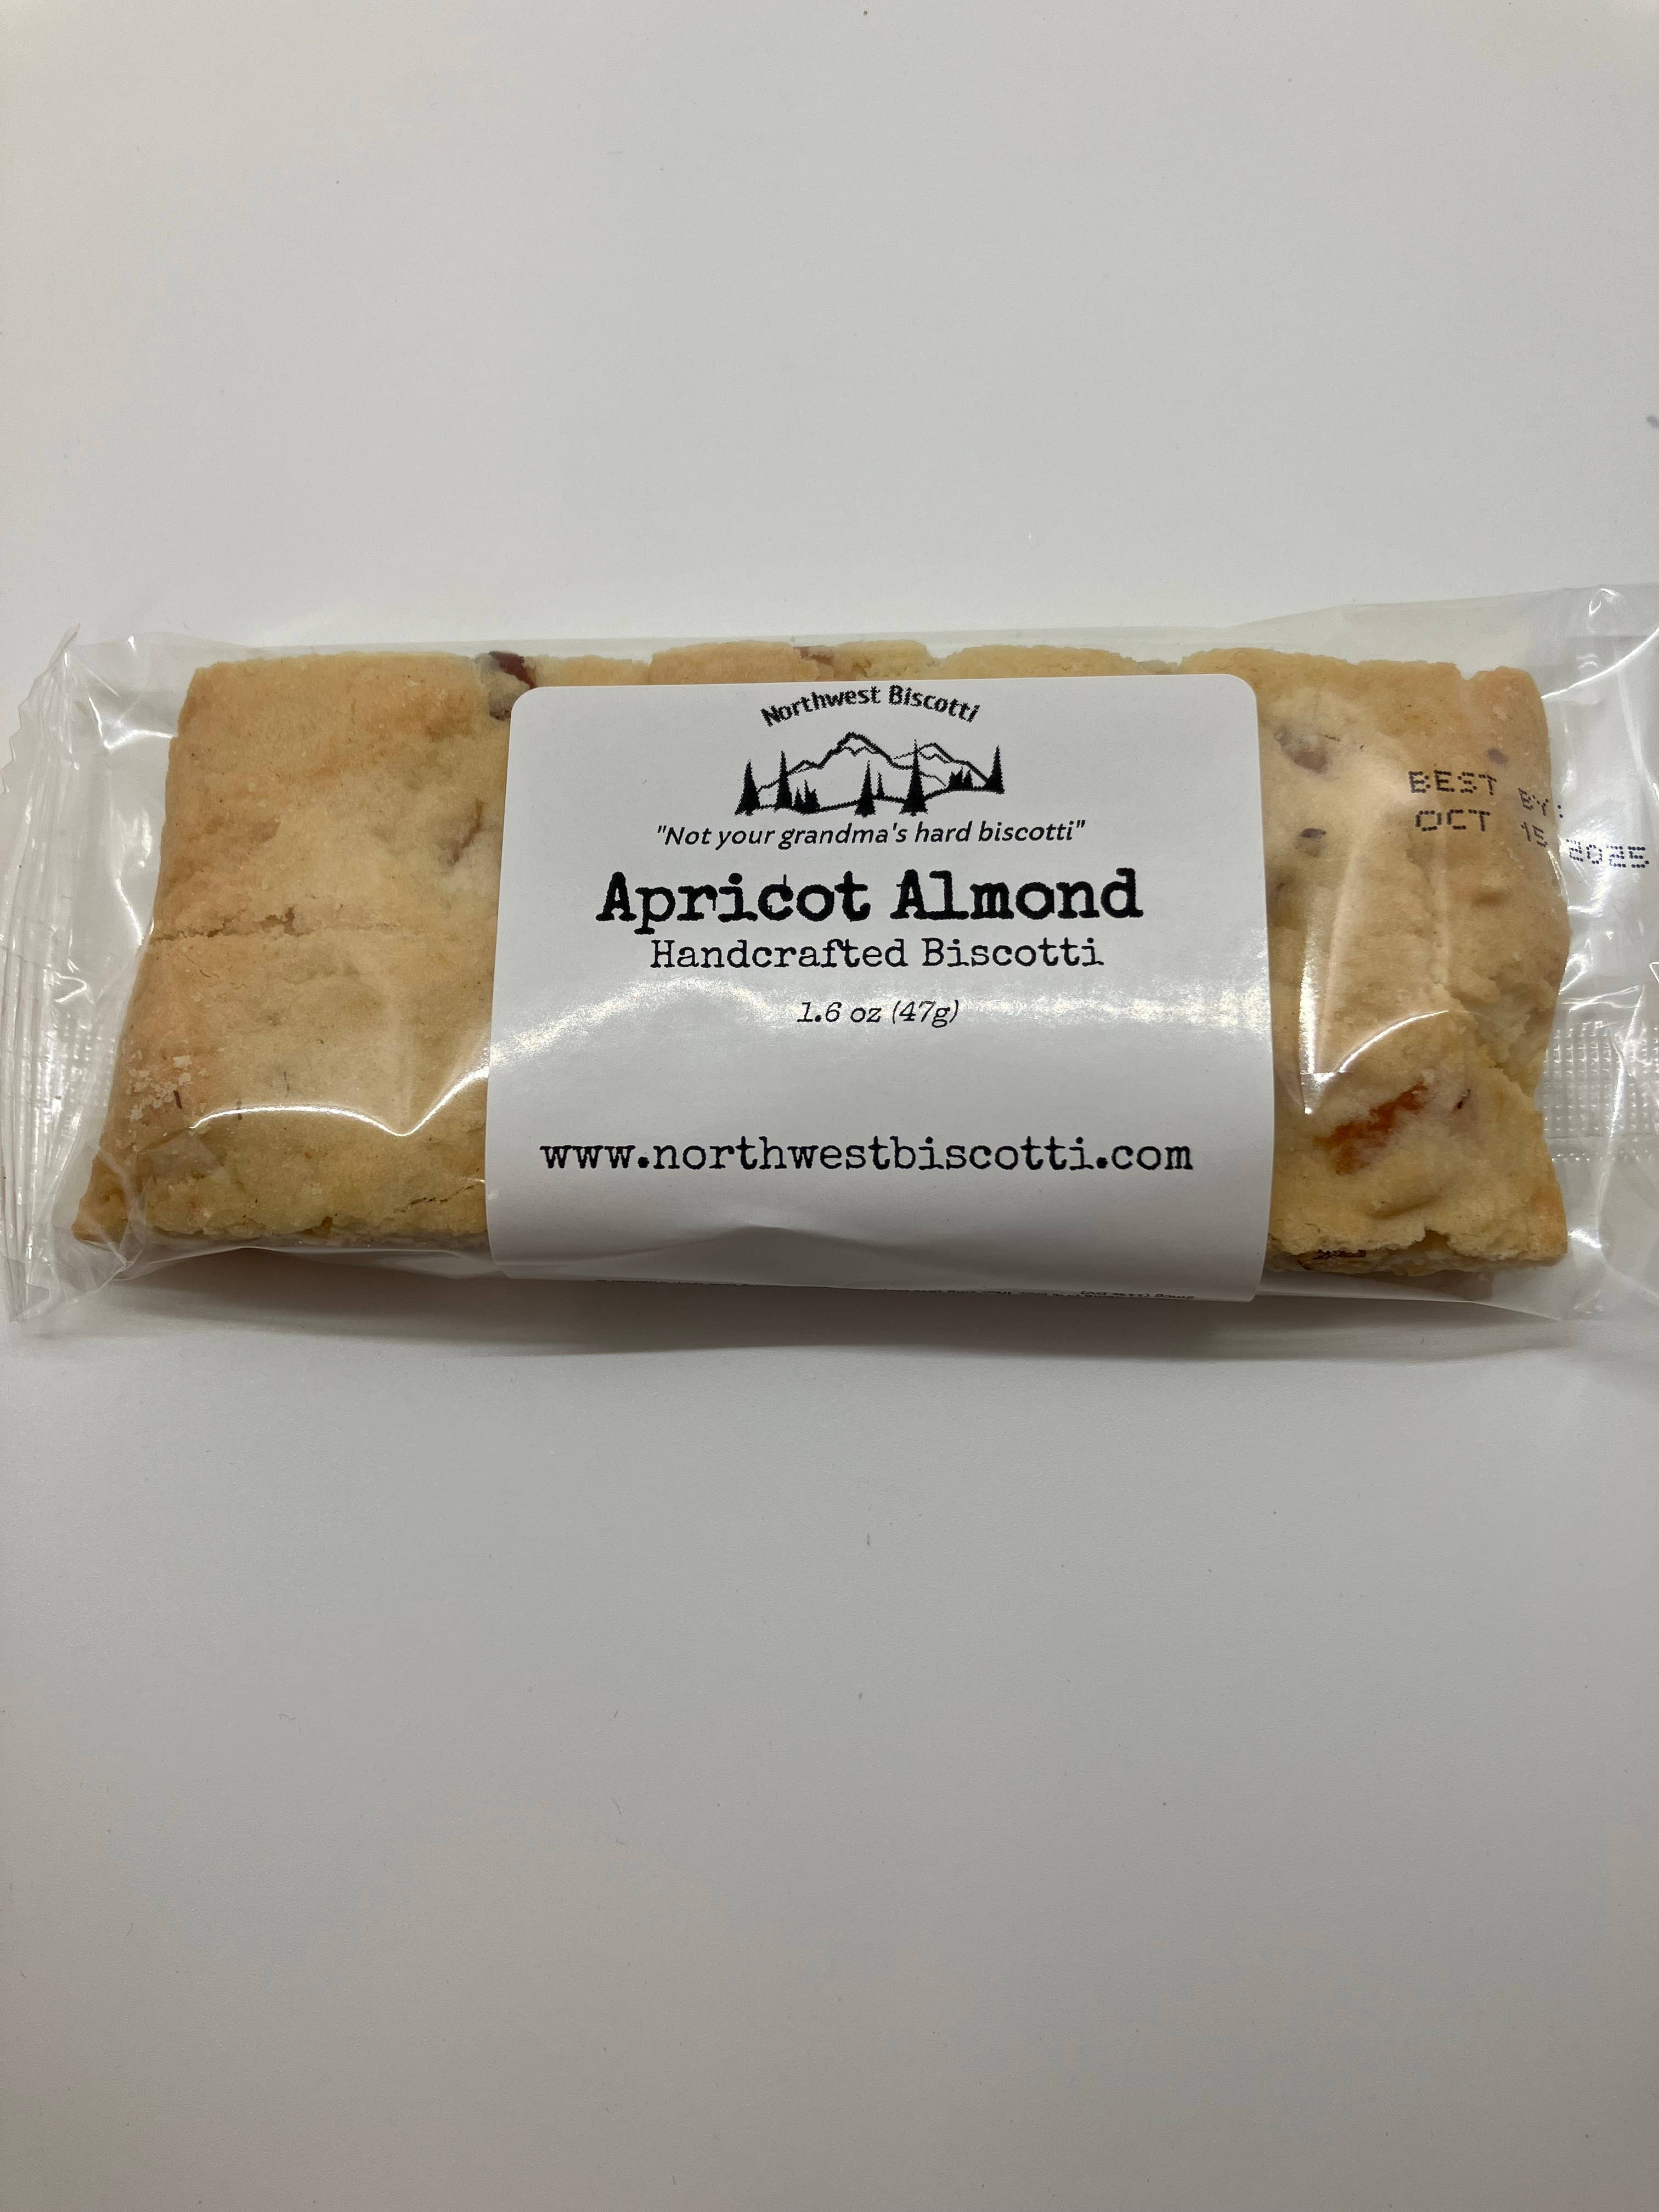 Northwest Biscotti
"Not your grandma's hard biscotti"
Apricot Almond
Handcrafted Biscotti
1.6 oz (47g)
www.northwestbiscotti.com
BEST BY:
OCT 15 2025